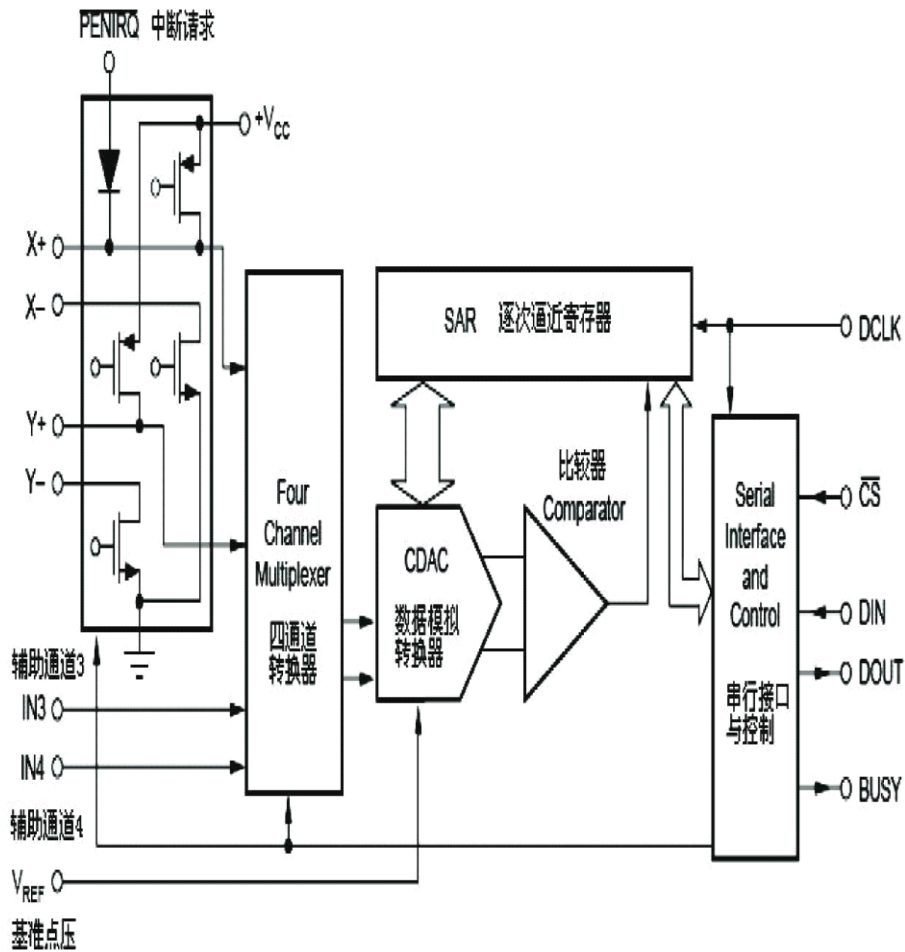 PENIRQ 中断请求
+VCC
X+
X−
Y+
Y−
辅助通道3
IN3
IN4
辅助通道4
VREF
基准点压
Four
Channel
Multiplexer
四通道
转换器
SAR 逐次逼近寄存器
CDAC
数据模拟
转换器
比较器
Comparator
Serial
Interface
and
Control
串行接口
与控制
DCLK
CS
DIN
DOUT
BUSY